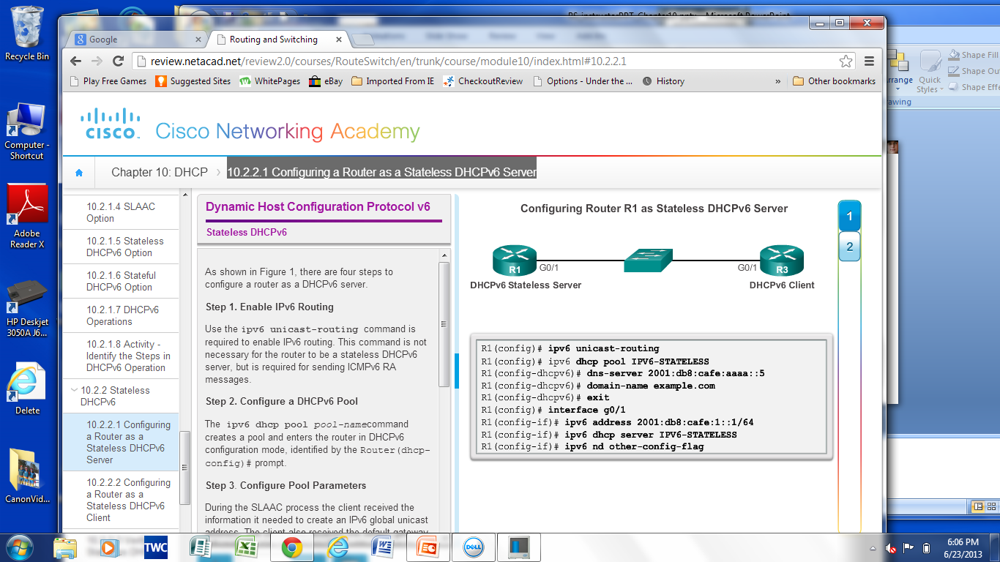 RS_instructorPPT_Chapter10.pptx - Microsoft PowerPoint
Recycle Bin
Computer - Shortcut
Adobe Reader X
HP Deskjet 3050A J6...
Delete
CanonVid...
Google
Routing and Switching
review.netacad.net/review2.0/courses/RouteSwitch/en/trunk/course/module10/index.html#10.2.2.1
Play Free Games
Suggested Sites
WhitePages
eBay
Imported From IE
CheckoutReview
Options - Under the ...
History
»
Other bookmarks
Shape Fill
Shape Out
Shape Effe
rrange
Quick Styles
awing
cisco
Cisco Networking Academy
Chapter 10: DHCP
10.2.2.1 Configuring a Router as a Stateless DHCPv6 Server
10.2.1.4 SLAAC
Option
10.2.1.5 Stateless
DHCPv6 Option
10.2.1.6 Stateful
DHCPv6 Option
10.2.1.7 DHCPv6
Operations
10.2.1.8 Activity -
Identify the Steps in
DHCPv6 Operation
10.2.2 Stateless
DHCPv6
10.2.2.1 Configuring
a Router as a
Stateless DHCPv6
Server
10.2.2.2 Configuring
a Router as a
Stateless DHCPv6
Client
Dynamic Host Configuration Protocol v6
Stateless DHCPv6
As shown in Figure 1, there are four steps to
configure a router as a DHCPv6 server.
Step 1. Enable IPv6 Routing
Use the ipv6 unicast-routing command is
required to enable IPv6 routing. This command is not
necessary for the router to be a stateless DHCPv6
server, but is required for sending ICMPv6 RA
messages.
Step 2. Configure a DHCPv6 Pool
The ipv6 dhcp pool pool-namecommand
creates a pool and enters the router in DHCPv6
configuration mode, identified by the Router(dhcp-
config)# prompt.
Step 3. Configure Pool Parameters
During the SLAAC process the client received the
information it needed to create an IPv6 global unicast
address. The client also received the default gateway
Configuring Router R1 as Stateless DHCPv6 Server
1
2
R1
G0/1
G0/1
R3
DHCPv6 Stateless Server
DHCPv6 Client
R1(config)# ipv6 unicast-routing
R1(config)# ipv6 dhcp pool IPV6-STATELESS
R1(config-dhcpv6)# dns-server 2001:db8:cafe:aaaa::5
R1(config-dhcpv6)# domain-name example.com
R1(config-dhcpv6)# exit
R1(config)# interface g0/1
R1(config-if)# ipv6 address 2001:db8:cafe:1::1/64
R1(config-if)# ipv6 dhcp server IPV6-STATELESS
R1(config-if)# ipv6 nd other-config-flag
TWC
DELL
6:06 PM
6/23/2013